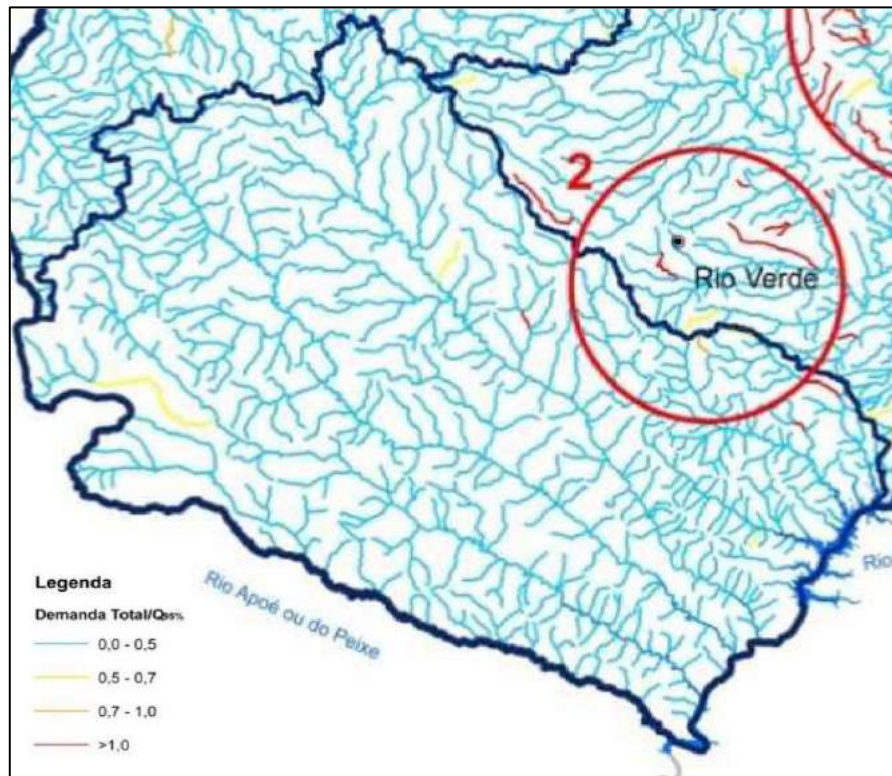 2
Rio Verde
Rio
Rio Apoé ou do Peixe
Legenda
Demanda Total/Q95%
0,0 - 0,5
0,5 - 0,7
0,7 - 1,0
>1,0